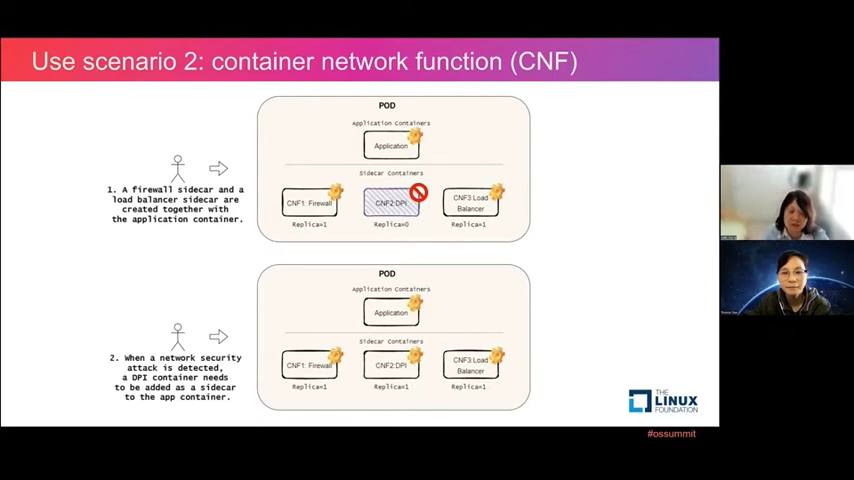 Use scenario 2: container network function (CNF)
POD
Application Containers
Application
Sidecar Containers
CNF1: Firewall
CNF2:DPI
CNF3:Load
Balancer
Replica=1
Replica=0
Replica=1
1. A firewall sidecar and a
load balancer sidecar are
created together with
the application container.
POD
Application Containers
Application
Sidecar Containers
CNF1: Firewall
CNF2:DPI
CNF3:Load
Balancer
Replica=1
Replica=1
Replica=1
2. When a network security
attack is detected,
a DPI container needs
to be added as a sidecar
to the app container.
THE
LINUX
FOUNDATION
#ossummit